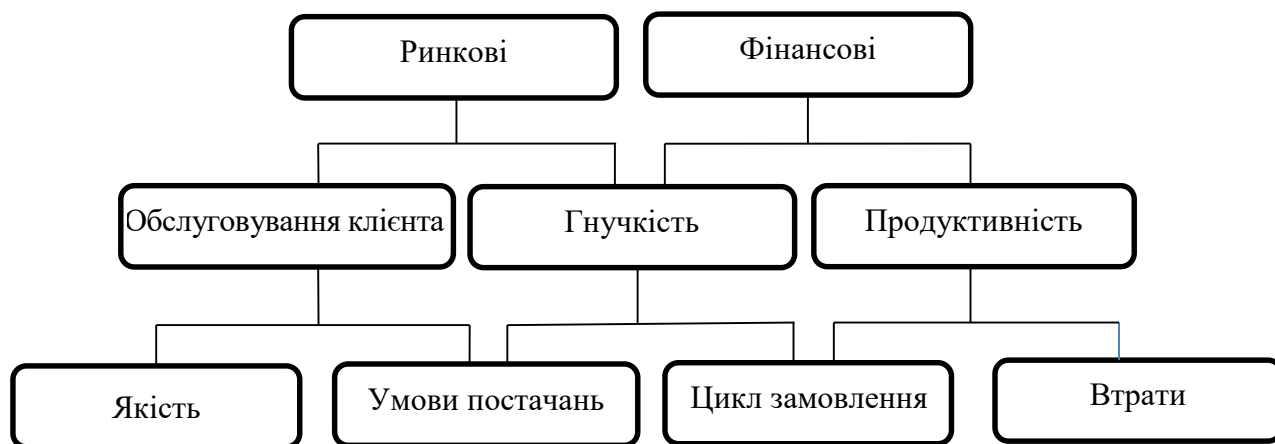 Ринкові
Фінансові
Обслуговування клієнта
Гнучкість
Продуктивність
Якість
Умови постачань
Цикл замовлення
Втрати